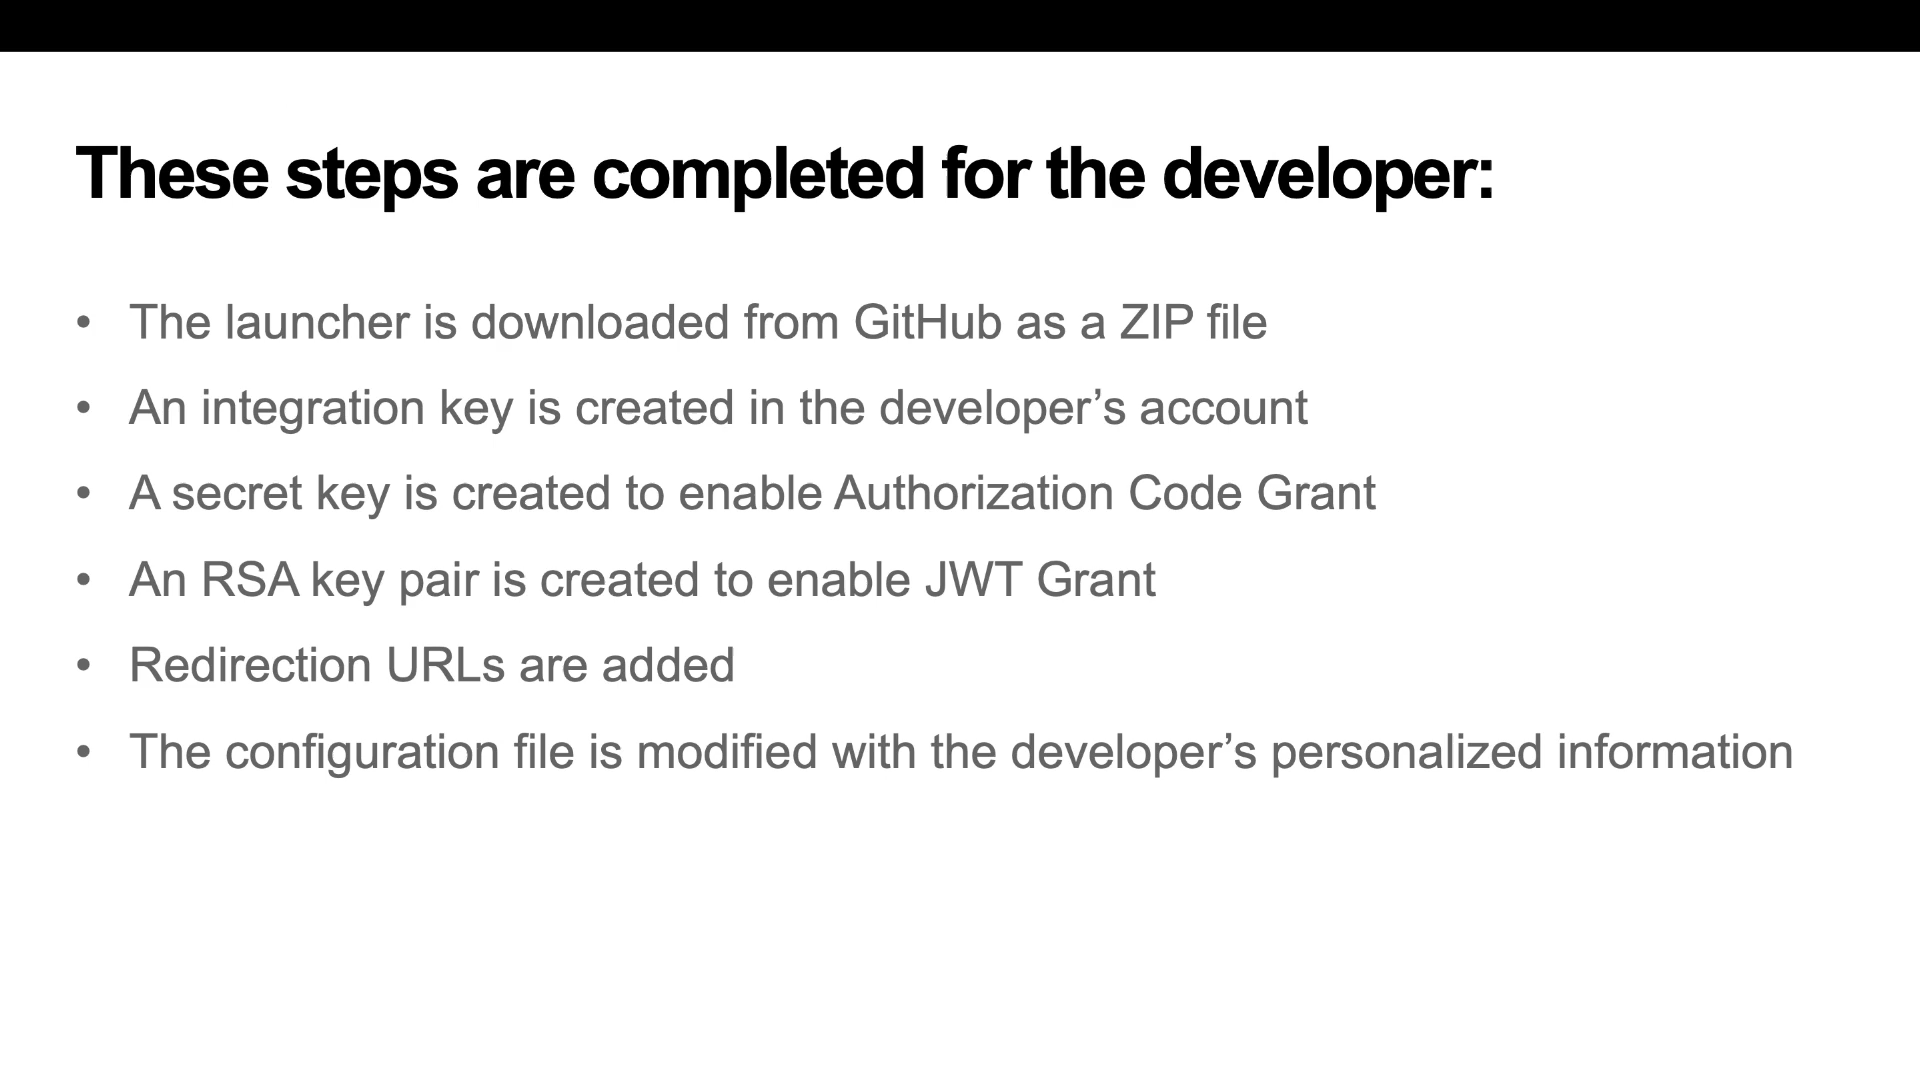 These steps are completed for the developer:
• The launcher is downloaded from GitHub as a ZIP file
• An integration key is created in the developer’s account
• A secret key is created to enable Authorization Code Grant
• An RSA key pair is created to enable JWT Grant
• Redirection URLs are added
• The configuration file is modified with the developer’s personalized information